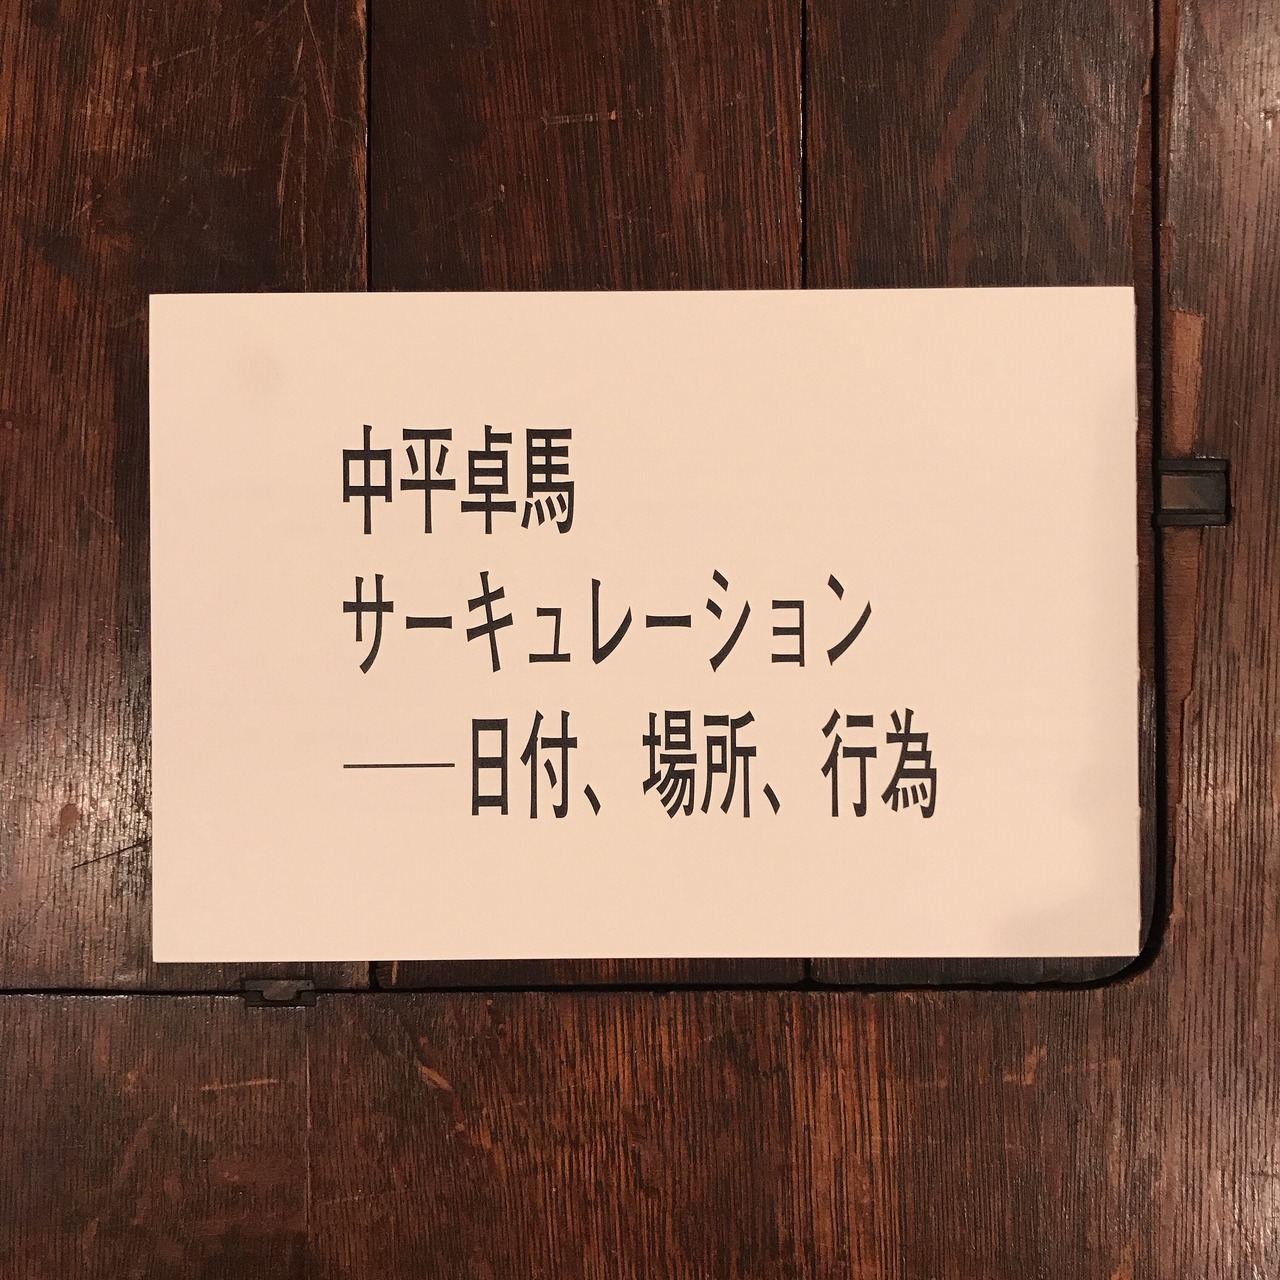 中平卓馬
サーキュレーション
――日付、場所、行為